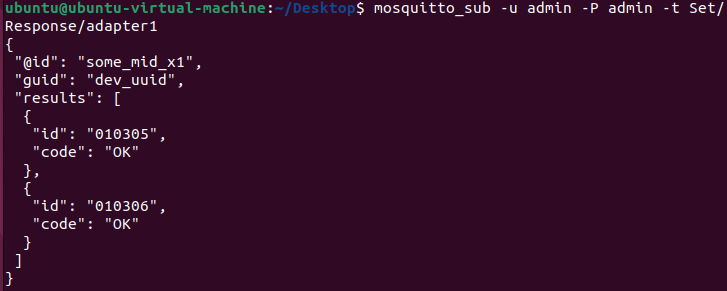 ubuntu@ubuntu-virtual-machine:~/Desktop$ mosquitto_sub -u admin -P admin -t Set/
Response/adapter1
{
 "@id": "some_mid_x1",
 "guid": "dev_uuid",
 "results": [
  {
   "id": "010305",
   "code": "OK"
  },
  {
   "id": "010306",
   "code": "OK"
  }
 ]
}